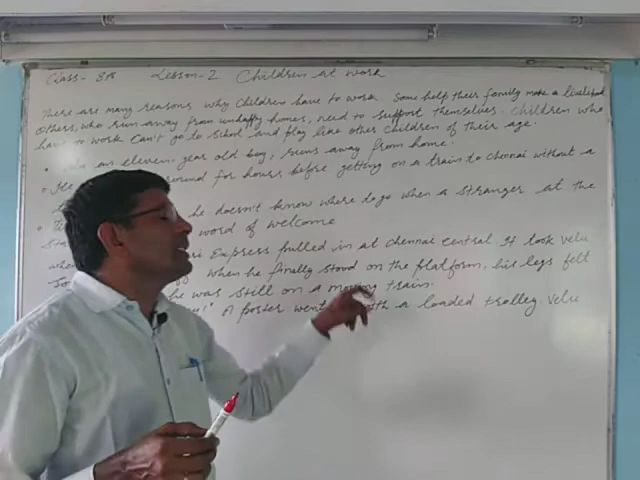 Class - 8th Lesson-2 Children at work
There are many reasons why children have to work. Some help their family make a livelihood
Others, who run away from unhappy homes, need to support themselves. children who
have to work can't go to school and play like other children of their age.
an eleven year old boy, runs away from home.
He around for hours before getting on a train to chennai without a
he doesn't know where to go when a stranger at the
word of welcome
Express pulled in at chennai central. It took velu
when he finally stood on the platform, his legs felt
he was still on a moving train.
A poster went with a loaded trolley velu